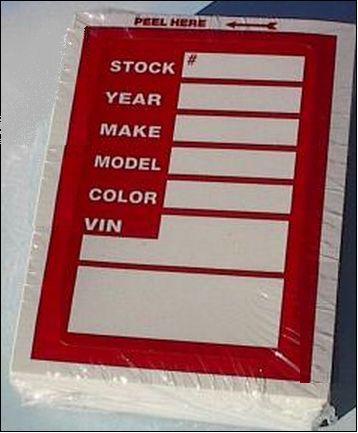 PEEL HERE
STOCK #
YEAR
MAKE
MODEL
COLOR
VIN